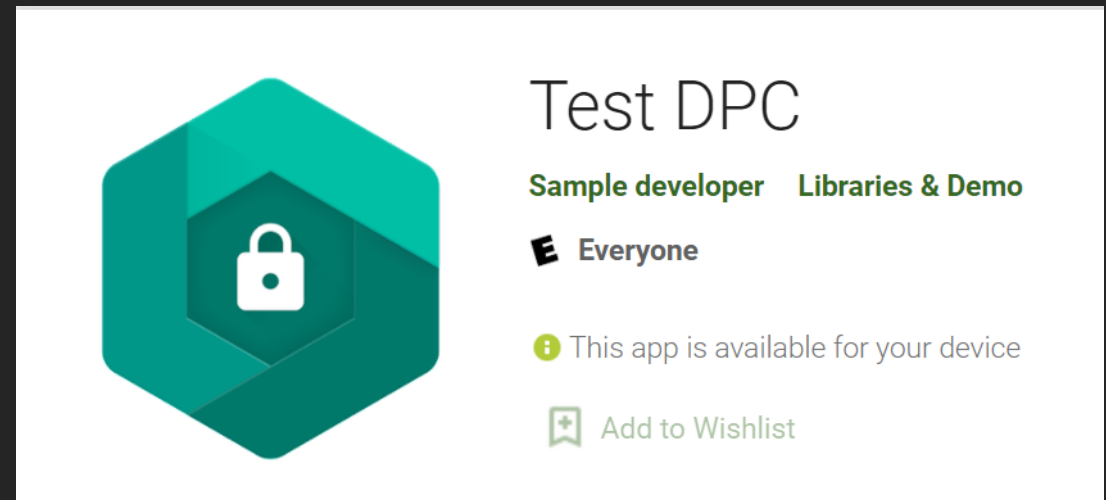 Test DPC
Sample developer Libraries & Demo
E Everyone
This app is available for your device
Add to Wishlist